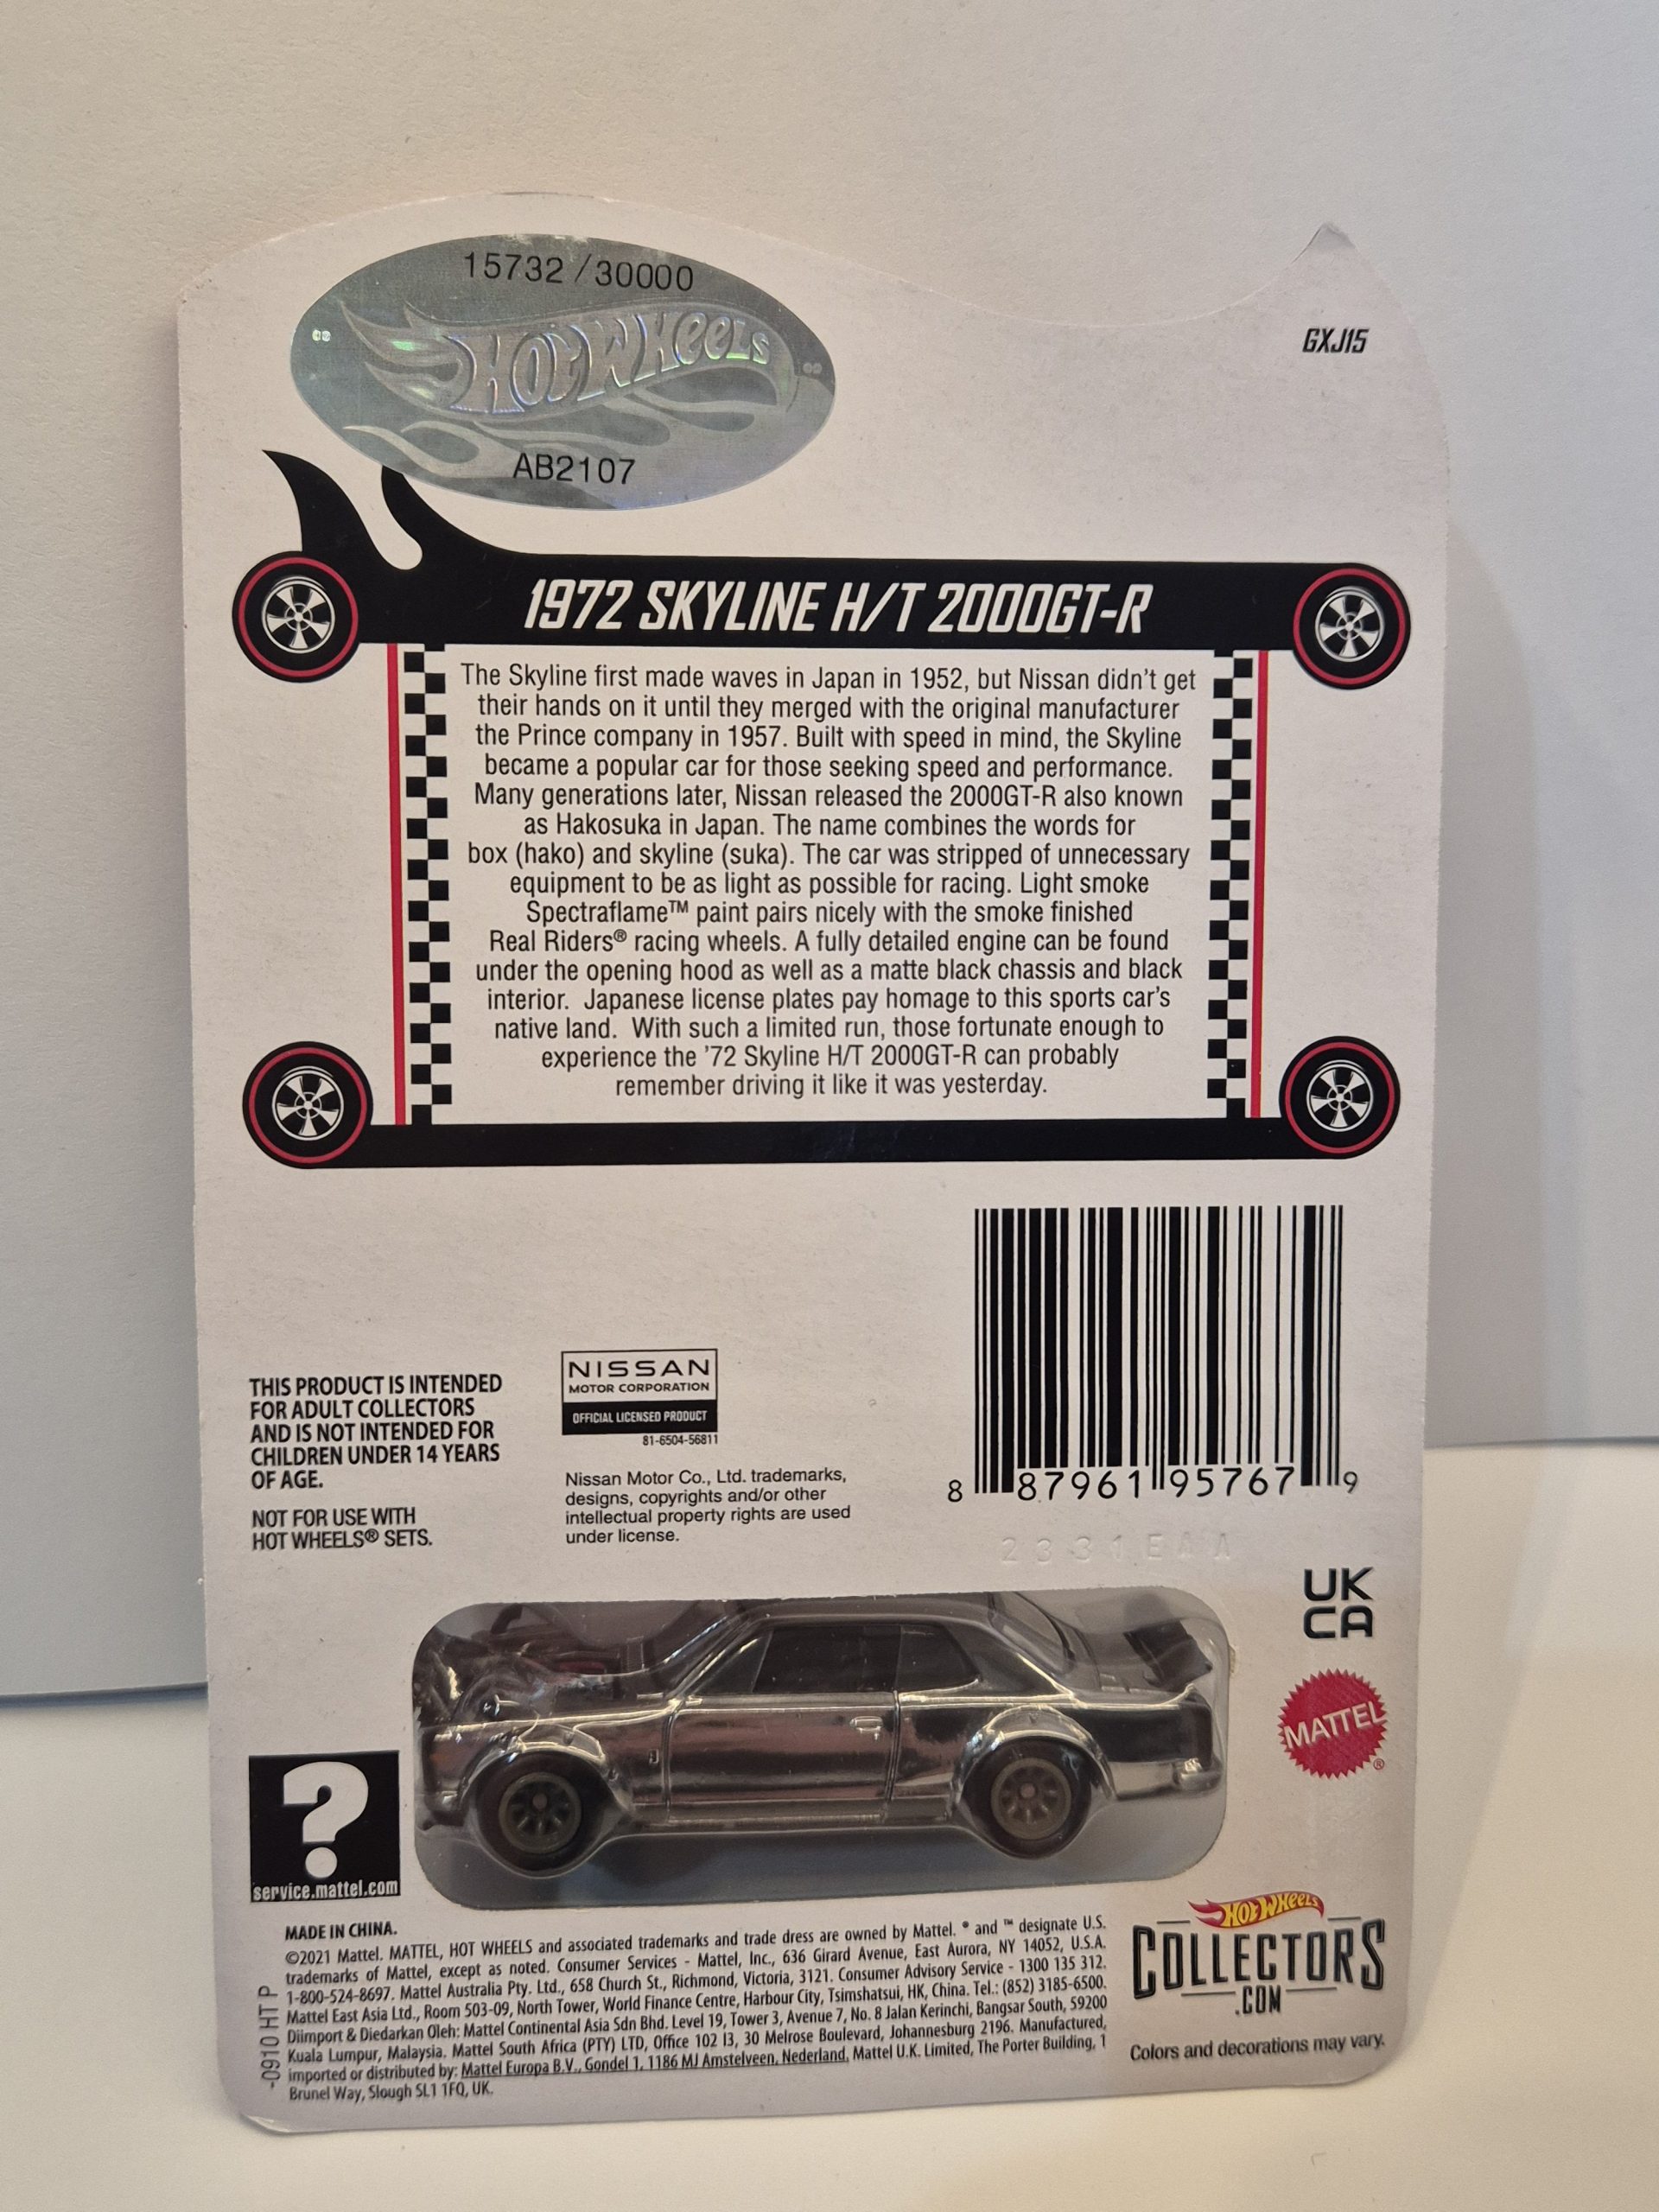 15732 /30000
HOT WHEELS
AB2107
GXJ15
1972 SKYLINE H/T 2000GT-R
The Skyline first made waves in Japan in 1952, but Nissan didn't get
their hands on it until they merged with the original manufacturer
the Prince company in 1957. Built with speed in mind, the Skyline
became a popular car for those seeking speed and performance.
Many generations later, Nissan released the 2000GT-R also known
as Hakosuka in Japan. The name combines the words for
box (hako) and skyline (suka). The car was stripped of unnecessary
equipment to be as light as possible for racing. Light smoke
Spectraflame™ paint pairs nicely with the smoke finished
Real Riders® racing wheels. A fully detailed engine can be found
under the opening hood as well as a matte black chassis and black
interior. Japanese license plates pay homage to this sports car's
native land. With such a limited run, those fortunate enough to
experience the '72 Skyline H/T 2000GT-R can probably
remember driving it like it was yesterday.
THIS PRODUCT IS INTENDED
FOR ADULT COLLECTORS
AND IS NOT INTENDED FOR
CHILDREN UNDER 14 YEARS
OF AGE.
NOT FOR USE WITH
HOT WHEELS® SETS.
NISSAN
MOTOR CORPORATION
OFFICIAL LICENSED PRODUCT
81-6504-56811
Nissan Motor Co., Ltd. trademarks,
designs, copyrights and/or other
intellectual property rights are used
under license.
8 87961 95767 9
2331EAA
UK
CA
MATTEL®
?
service.mattel.com
MADE IN CHINA.
©2021 Mattel. MATTEL, HOT WHEELS and associated trademarks and trade dress are owned by Mattel. ® and ™ designate U.S.
trademarks of Mattel, except as noted. Consumer Services - Mattel, Inc., 636 Girard Avenue, East Aurora, NY 14052, U.S.A.
1-800-524-8697. Mattel Australia Pty. Ltd., 658 Church St., Richmond, Victoria, 3121. Consumer Advisory Service - 1300 135 312.
Mattel East Asia Ltd., Room 503-09, North Tower, World Finance Centre, Harbour City, Tsimshatsui, HK, China. Tel.: (852) 3185-6500.
Diimport & Diedarkan Oleh: Mattel Continental Asia Sdn Bhd. Level 19, Tower 3, Avenue 7, No. 8 Jalan Kerinchi, Bangsar South, 59200
Kuala Lumpur, Malaysia. Mattel South Africa (PTY) LTD, Office 102 I3, 30 Melrose Boulevard, Johannesburg 2196. Manufactured,
imported or distributed by: Mattel Europa B.V., Gondel 1, 1186 MJ Amstelveen, Nederland. Mattel U.K. Limited, The Porter Building, 1
Brunel Way, Slough SL1 1FQ, UK.
-0910 HT P
HOT WHEELS
COLLECTORS
.COM
Colors and decorations may vary.